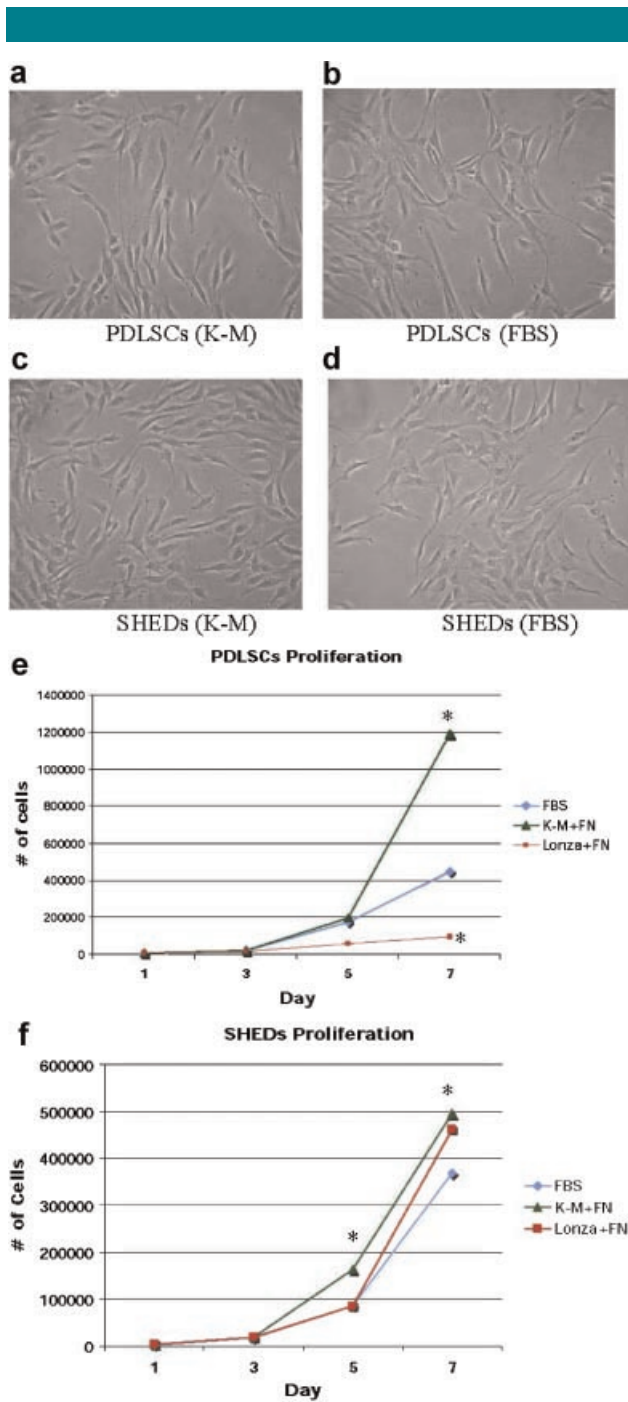 a
b
PDLSCs (K-M)
PDLSCs (FBS)
c
d
SHEDs (K-M)
SHEDs (FBS)
e
PDLSCs Proliferation
1400000
1200000
1000000
800000
600000
400000
200000
0
# of cells
*
*
1 3 5 7
Day
FBS
K-M+FN
Lonza+FN
f
SHEDs Proliferation
600000
500000
400000
300000
200000
100000
0
# of Cells
*
*
1 3 5 7
Day
FBS
K-M+FN
Lonza+FN